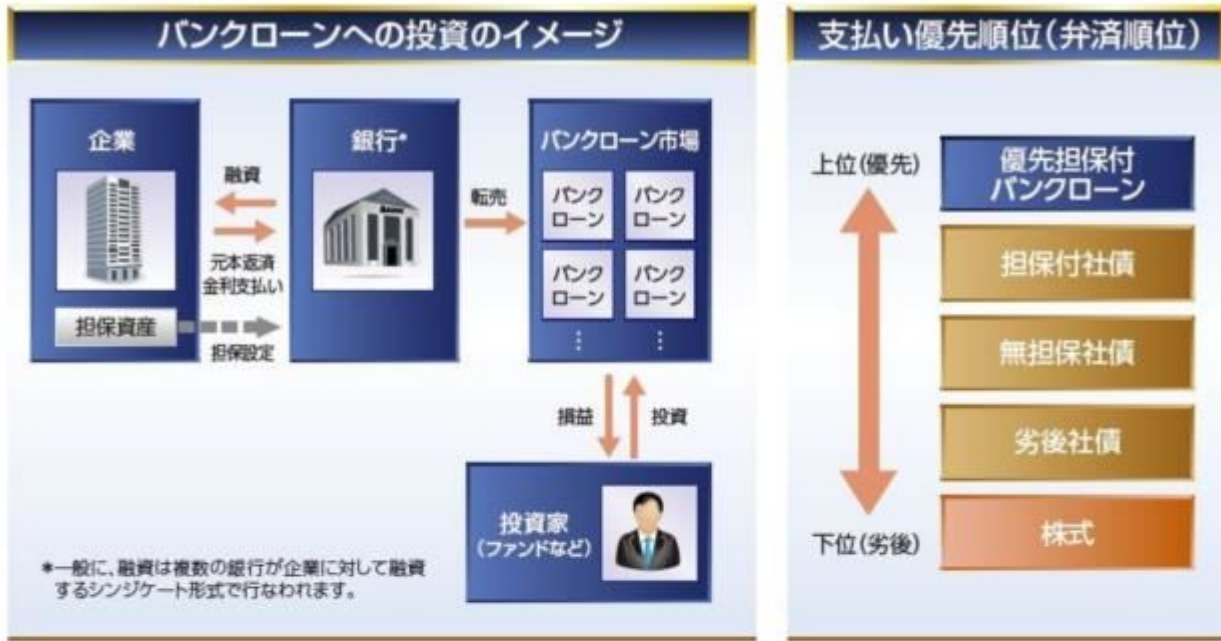 バンクローンへの投資のイメージ
企業
銀行*
バンクローン市場
融資
元本返済
金利支払い
転売
バンク
ローン
バンク
ローン
バンク
ローン
バンク
ローン
⋮
⋮
担保資産
担保設定
損益
投資
投資家
(ファンドなど)
*一般に、融資は複数の銀行が企業に対して融資
するシンジケート形式で行なわれます。
支払い優先順位(弁済順位)
上位(優先)
下位(劣後)
優先担保付
バンクローン
担保付社債
無担保社債
劣後社債
株式